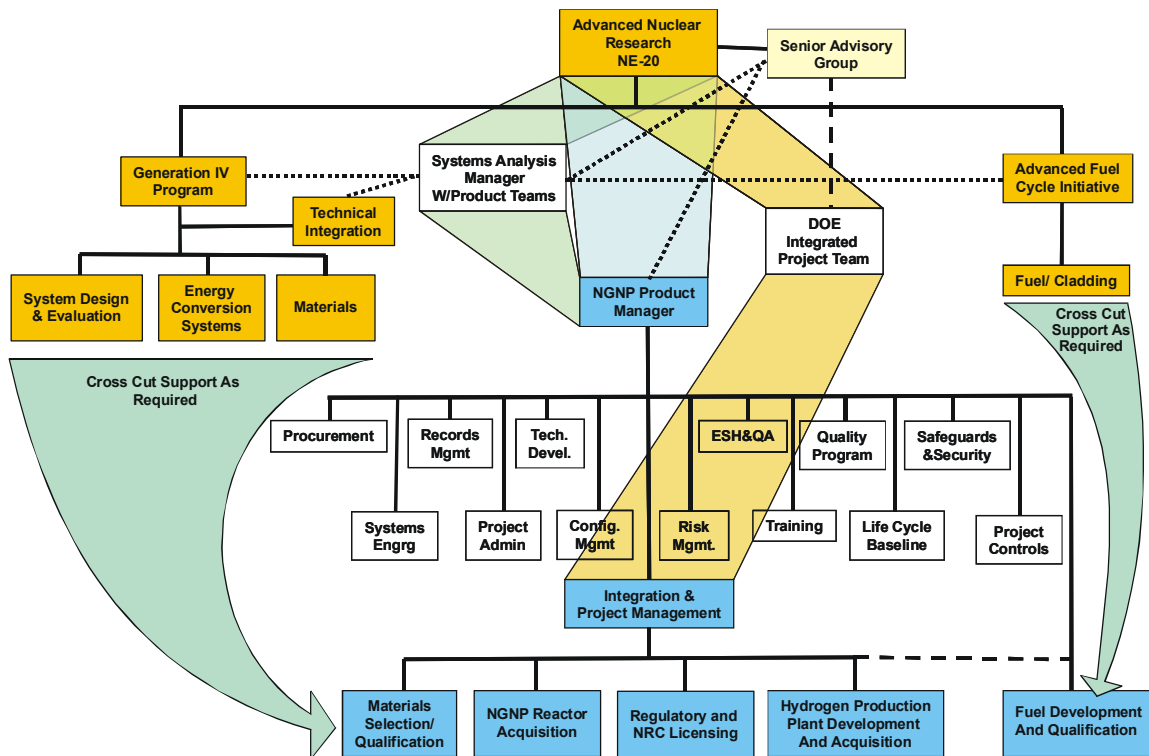 Advanced Nuclear
Research
NE-20
Senior Advisory
Group
Generation IV
Program
Systems Analysis
Manager
W/Product Teams
Advanced Fuel
Cycle Initiative
Technical
Integration
DOE
Integrated
Project Team
System Design
& Evaluation
Energy
Conversion
Systems
Materials
NGNP Product
Manager
Fuel/ Cladding
Cross Cut
Support As
Required
Cross Cut Support As
Required
Procurement
Records
Mgmt
Tech.
Devel.
ESH&QA
Quality
Program
Safeguards
&Security
Systems
Engrg
Project
Admin
Config.
Mgmt
Risk
Mgmt.
Training
Life Cycle
Baseline
Project
Controls
Integration &
Project Management
Materials
Selection/
Qualification
NGNP Reactor
Acquisition
Regulatory and
NRC Licensing
Hydrogen Production
Plant Development
And Acquisition
Fuel Development
And Qualification